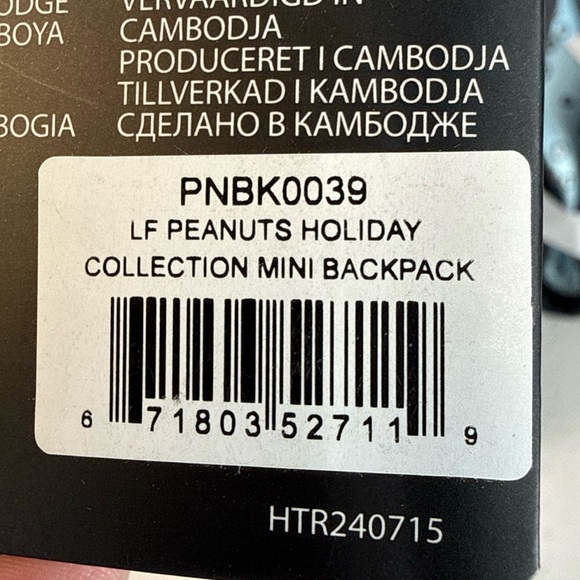 VERVAARDIGD IN
BOYA CAMBODJA
PRODUCERET I CAMBODJA
TILLVERKAD I KAMBODJA
BOGIA СДЕЛАНО В КАМБОДЖЕ
PNBK0039
LF PEANUTS HOLIDAY
COLLECTION MINI BACKPACK
6 71803 52711 9
HTR240715